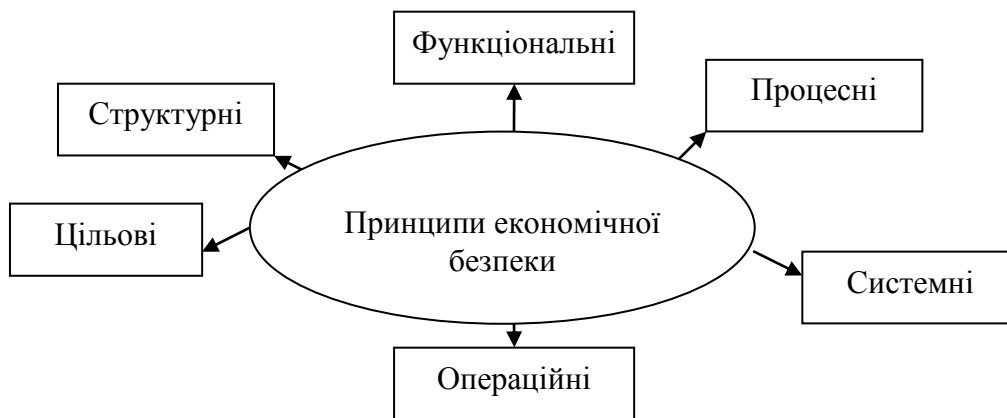 Функціональні
Процесні
Структурні
Цільові
Принципи економічної
безпеки
Системні
Операційні